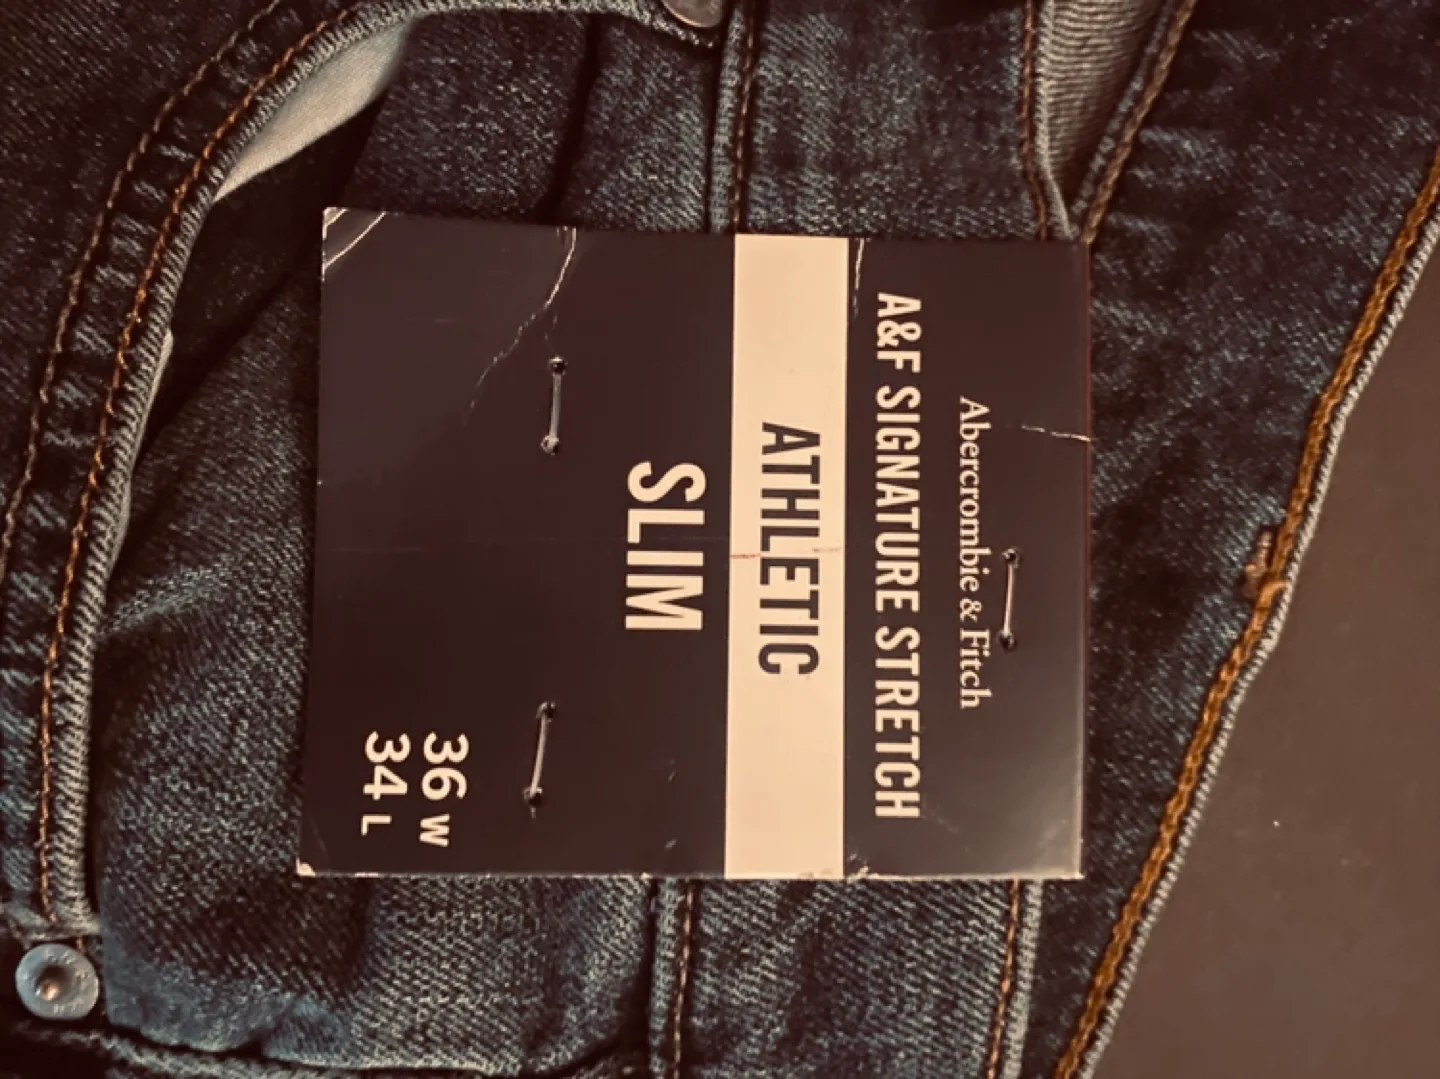 Abercrombie & Fitch
A&F SIGNATURE STRETCH
ATHLETIC
SLIM
36 W
34 L